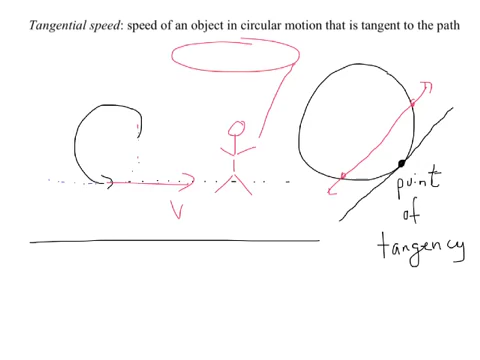 Tangential speed: speed of an object in circular motion that is tangent to the path
V
point
of
tangency